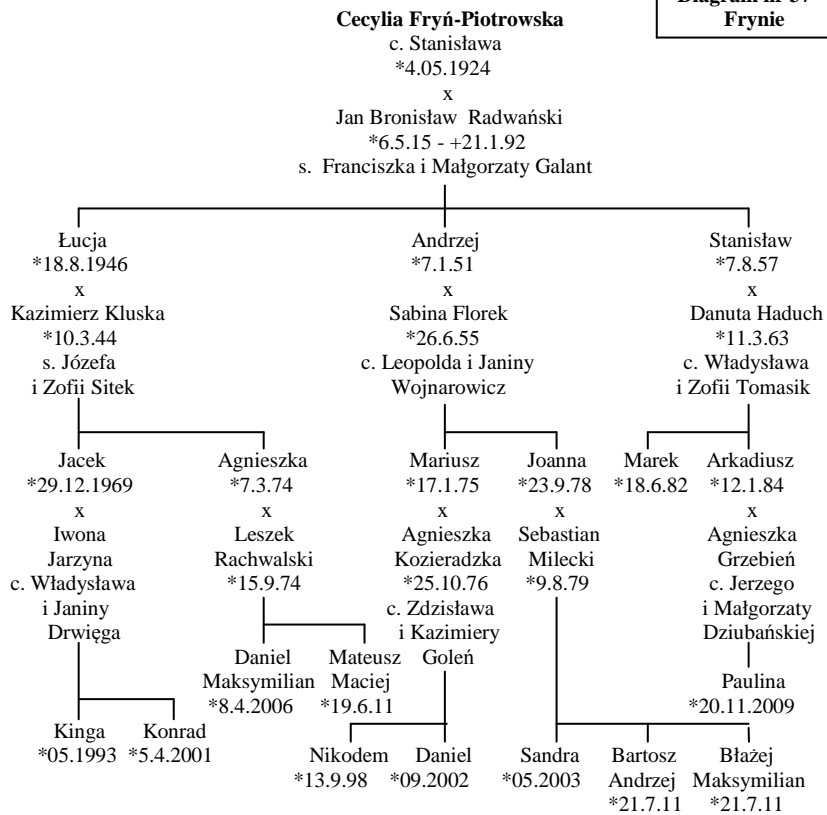 Diagram nr
Frynie
Cecylia Fryń-Piotrowska
c. Stanisława
*4.05.1924
x
Jan Bronisław Radwański
*6.5.15 - +21.1.92
s. Franciszka i Małgorzaty Galant
Łucja
*18.8.1946
x
Kazimierz Kluska
*10.3.44
s. Józefa
i Zofii Sitek
Andrzej
*7.1.51
x
Sabina Florek
*26.6.55
c. Leopolda i Janiny
Wojnarowicz
Stanisław
*7.8.57
x
Danuta Haduch
*11.3.63
c. Władysława
i Zofii Tomasik
Jacek
*29.12.1969
x
Iwona
Jarzyna
c. Władysława
i Janiny
Drwięga
Agnieszka
*7.3.74
x
Leszek
Rachwalski
*15.9.74
Mariusz
*17.1.75
x
Agnieszka
Kozieradzka
*25.10.76
c. Zdzisława
i Kazimiery
Goleń
Joanna
*23.9.78
x
Sebastian
Milecki
*9.8.79
Marek
*18.6.82
Arkadiusz
*12.1.84
x
Agnieszka
Grzebień
c. Jerzego
i Małgorzaty
Dziubańskiej
Daniel
Maksymilian
*8.4.2006
Mateusz
Maciej
*19.6.11
Paulina
*20.11.2009
Kinga
*05.1993
Konrad
*5.4.2001
Nikodem
*13.9.98
Daniel
*09.2002
Sandra
*05.2003
Bartosz
Andrzej
*21.7.11
Błażej
Maksymilian
*21.7.11